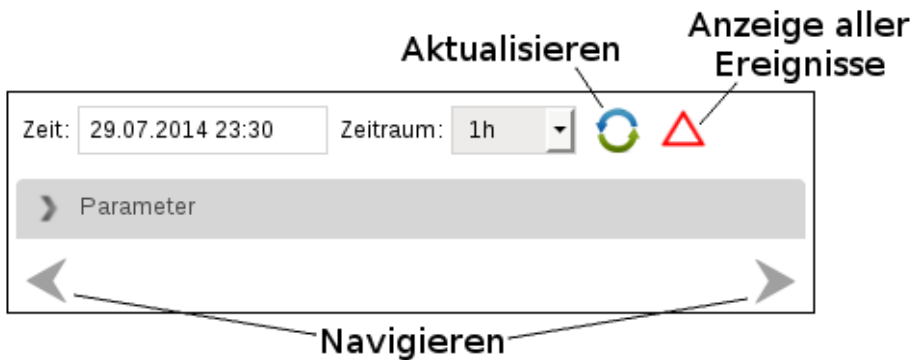 Anzeige aller
Ereignisse
Aktualisieren
Zeit: 29.07.2014 23:30 Zeitraum: 1h
Parameter
Navigieren